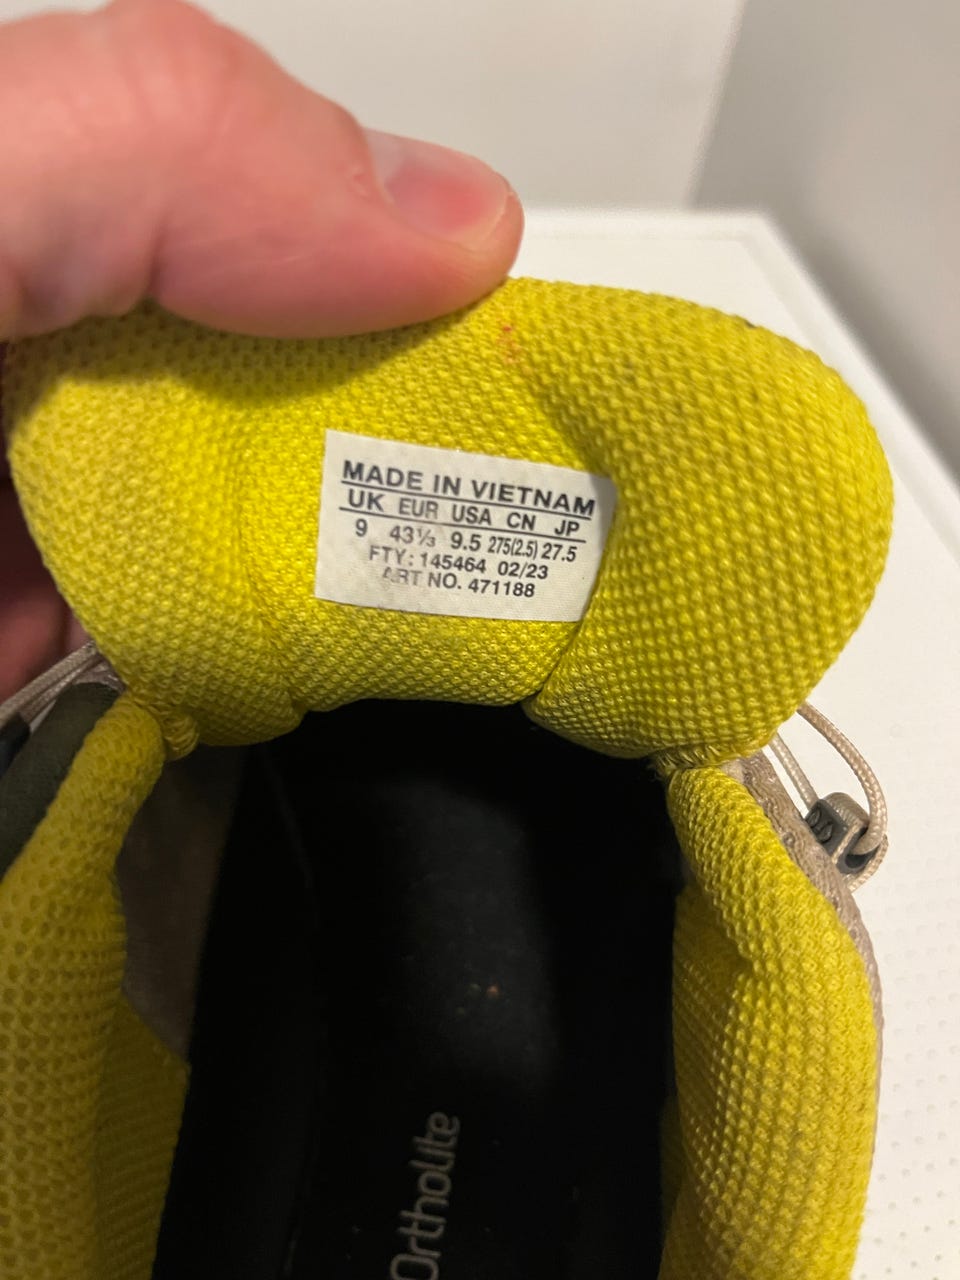 MADE IN VIETNAM
UK EUR USA CN JP
9 43⅓ 9.5 275(2.5) 27.5
FTY: 145464 02/23
ART NO. 471188
Ortholite